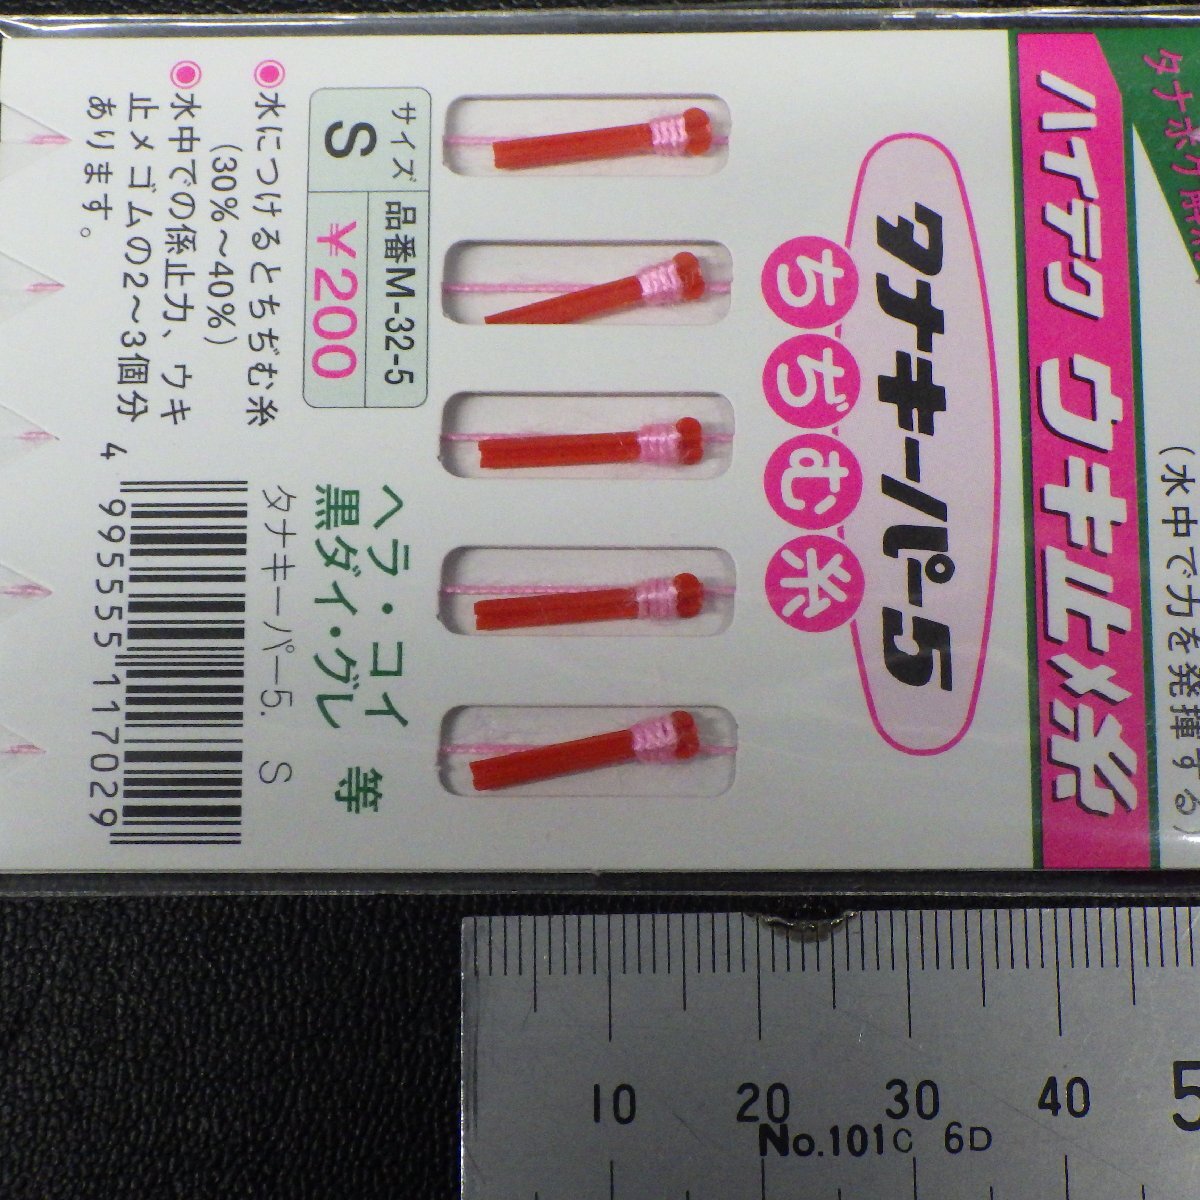 ハイテク ウキ止メ糸
(水中で力を発揮する)
タナキーパー5
ちぢむ糸
サイズ
S
品番M-32-5
¥200
ヘラ・コイ
黒ダイ・グレ 等
●水につけるとちぢむ糸
(30%〜40%)
●水中での係止力、ウキ
止メゴムの2〜3個分
あります。
タナキーパー5. S
4 995555 117029
10 20 30 40 5
No.101C 6D